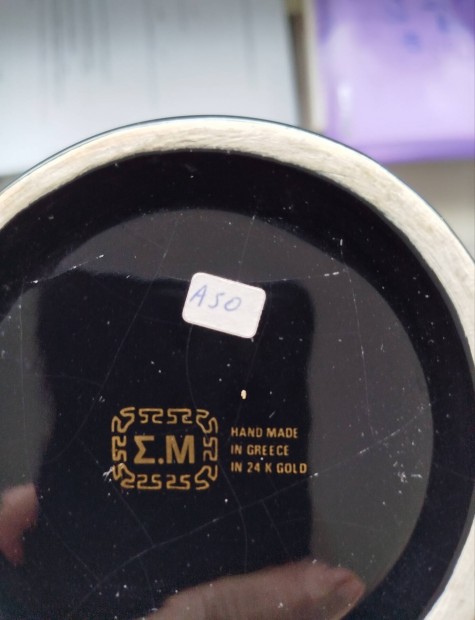 A50
Σ.Μ
HAND MADE
IN GREECE
IN 24 K GOLD